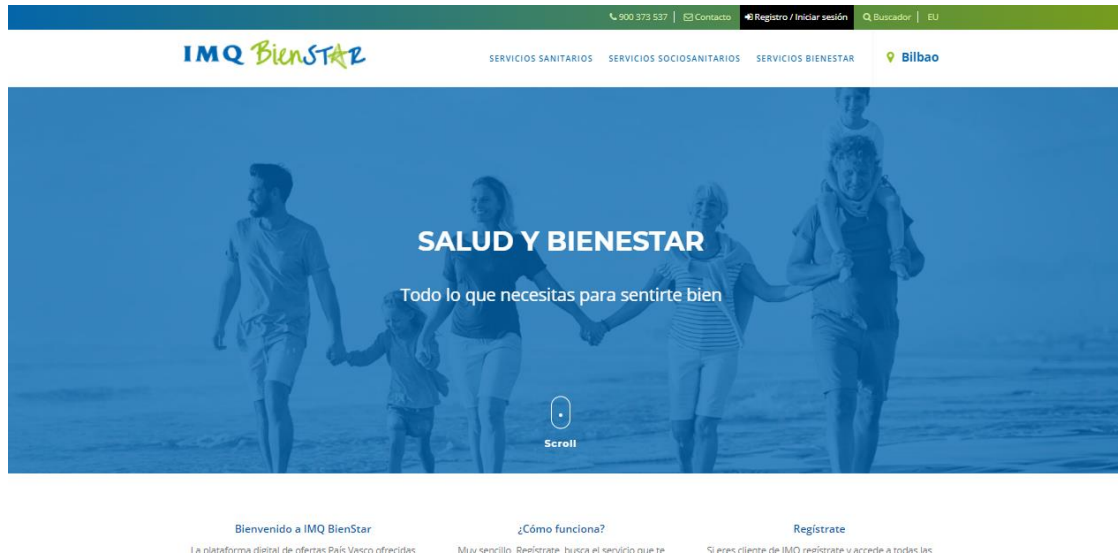 900 373 537 | Contacto Registro / Iniciar sesión Buscador | EU
IMQ BienSTAR
SERVICIOS SANITARIOS SERVICIOS SOCIOSANITARIOS SERVICIOS BIENESTAR Bilbao
SALUD Y BIENESTAR
Todo lo que necesitas para sentirte bien
Scroll
Bienvenido a IMQ BienStar ¿Cómo funciona? Regístrate
La plataforma digital de ofertas País Vasco ofrecidas Muy sencillo. Regístrate, busca el servicio que te Si eres cliente de IMQ regístrate y accede a todas las